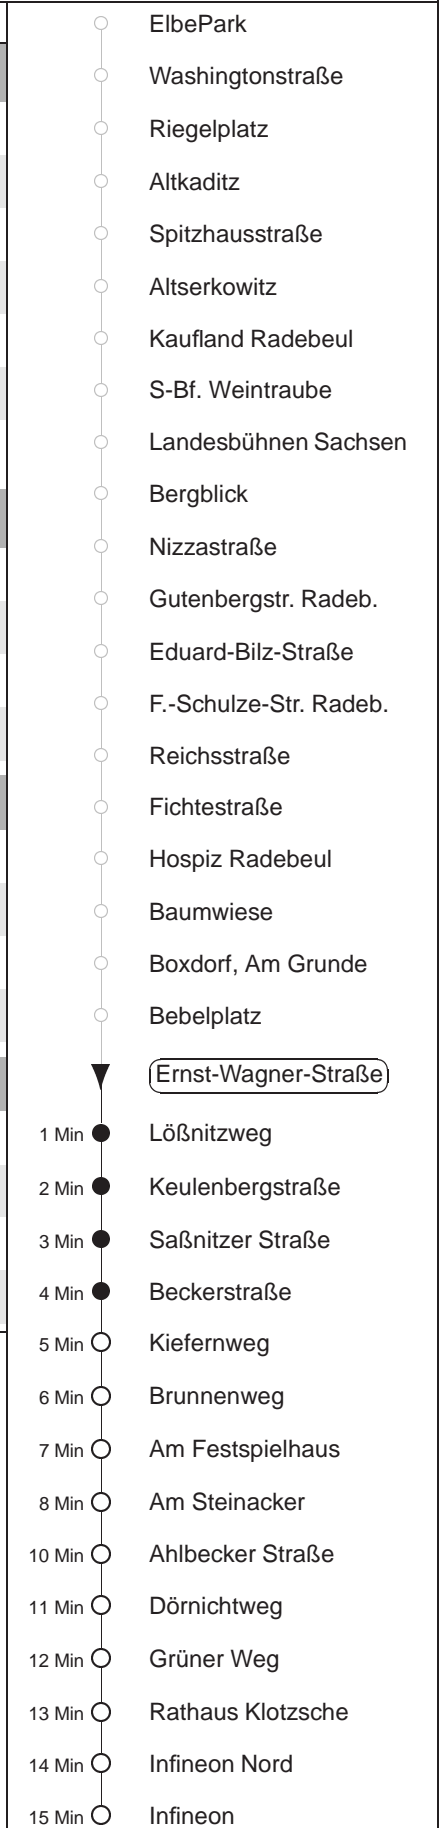 ElbePark
Washingtonstraße
Riegelplatz
Altkaditz
Spitzhausstraße
Altserkowitz
Kaufland Radebeul
S-Bf. Weintraube
Landesbühnen Sachsen
Bergblick
Nizzastraße
Gutenbergstr. Radeb.
Eduard-Bilz-Straße
F.-Schulze-Str. Radeb.
Reichsstraße
Fichtestraße
Hospiz Radebeul
Baumwiese
Boxdorf, Am Grunde
Bebelplatz
Ernst-Wagner-Straße
1 Min Lößnitzweg
2 Min Keulenbergstraße
3 Min Saßnitzer Straße
4 Min Beckerstraße
5 Min Kiefernweg
6 Min Brunnenweg
7 Min Am Festspielhaus
8 Min Am Steinacker
10 Min Ahlbecker Straße
11 Min Dörnichtweg
12 Min Grüner Weg
13 Min Rathaus Klotzsche
14 Min Infineon Nord
15 Min Infineon